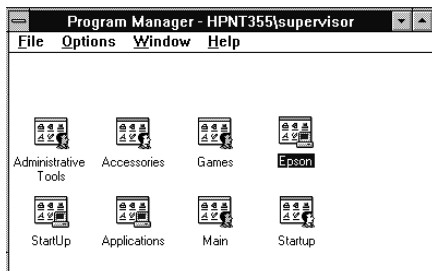 Program Manager - HPNT355\supervisor
File Options Window Help
Administrative Tools Accessories Games Epson
StartUp Applications Main Startup